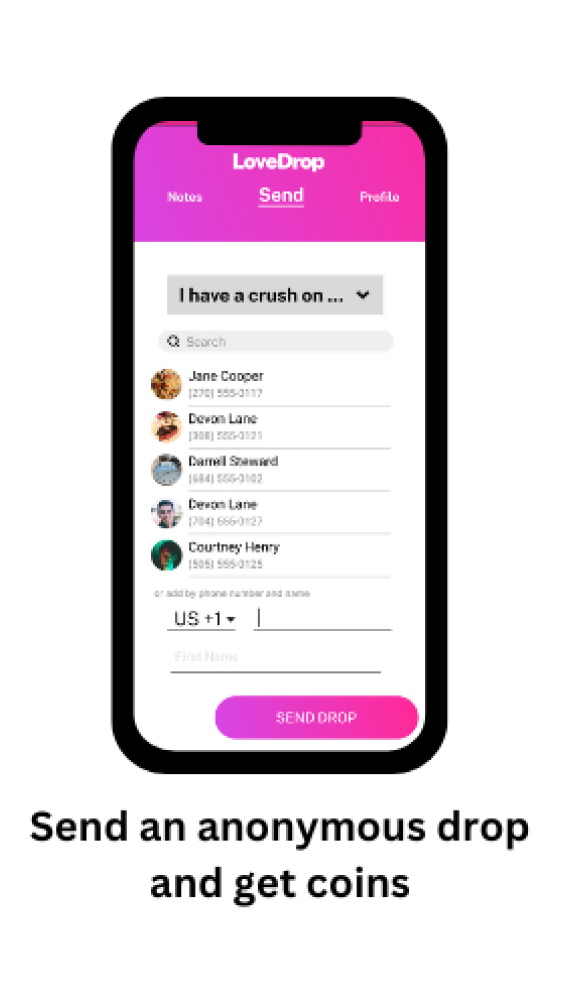 LoveDrop
Notes Send Profile
I have a crush on ...
Search
Jane Cooper
(270) 555-0117
Devon Lane
(308) 555-0121
Darrell Steward
(684) 555-0102
Devon Lane
(704) 555-0127
Courtney Henry
(505) 555-0125
or add by phone number and name
US +1
First Name
SEND DROP
Send an anonymous drop
and get coins